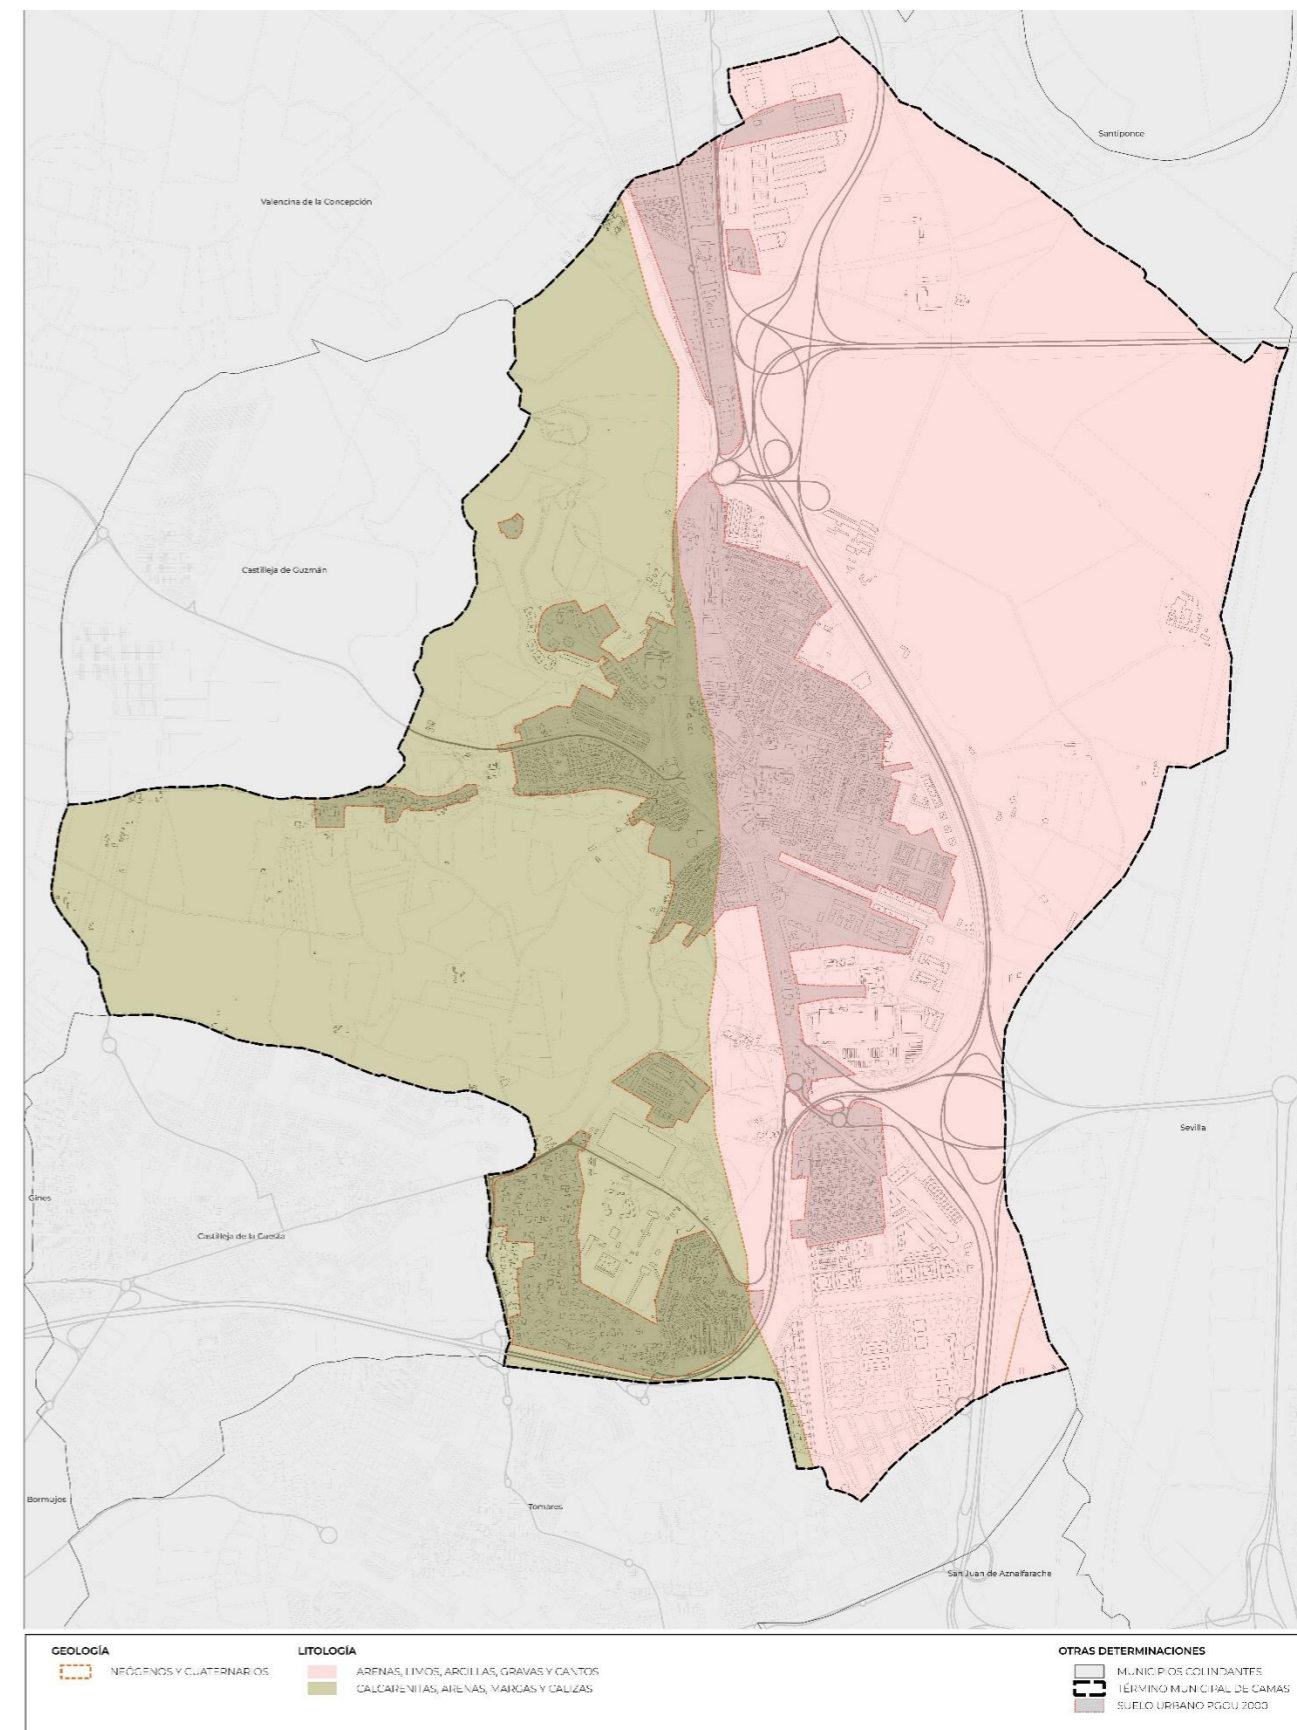 Santiponce
Valencina de la Concepción
Castilleja de Guzmán
Sevilla
Gines
Castilleja de la Cuesta
Bormujos
Tomares
San Juan de Aznalfarache
GEOLOGÍA
NEÓGENOS Y CUATERNARIOS
LITOLOGÍA
ARENAS, LIMOS, ARCILLAS, GRAVAS Y CANTOS
CALCARENITAS, ARENAS, MARGAS Y CALIZAS
OTRAS DETERMINACIONES
MUNICIPIOS COLINDANTES
TÉRMINO MUNICIPAL DE CAMAS
SUELO URBANO PGOU 2000